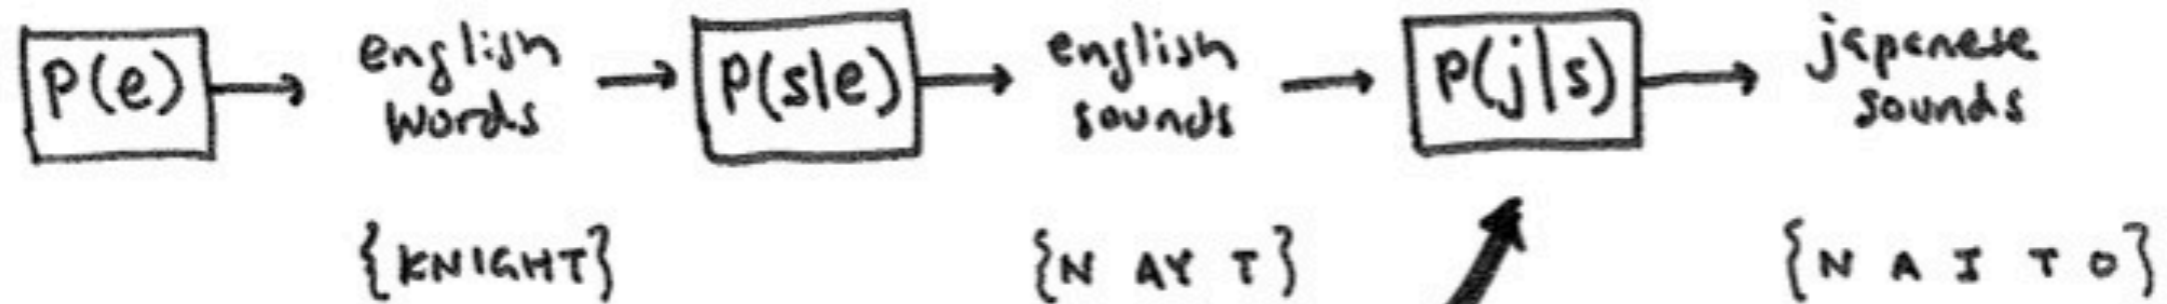 P(e) → english words → P(s|e) → english sounds → P(j|s) → japanese sounds
{KNIGHT} {N AY T} {N A I T O}